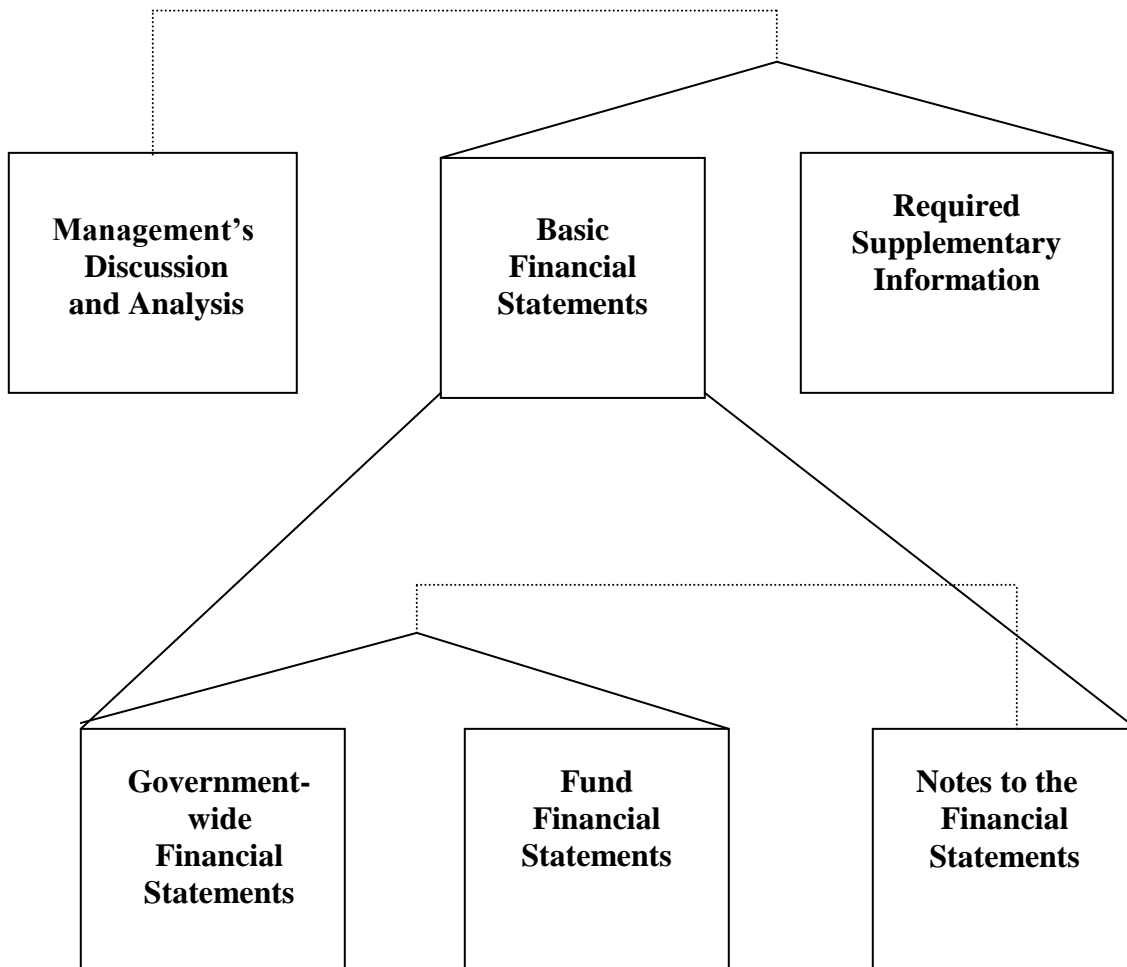 Management’s
Discussion
and Analysis
Basic
Financial
Statements
Required
Supplementary
Information
Government-
wide
Financial
Statements
Fund
Financial
Statements
Notes to the
Financial
Statements